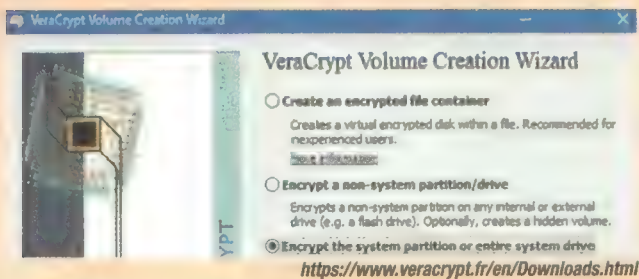 VeraCrypt Volume Creation Wizard
VeraCrypt Volume Creation Wizard
Create an encrypted file container
Creates a virtual encrypted disk within a file. Recommended for
inexperienced users.
Encrypt a non-system partition/drive
Encrypts a non-system partition on any internal or external
drive (e.g. a flash drive). Optionally, creates a hidden volume.
Encrypt the system partition or entire system drive
YPT
https://www.veracrypt.fr/en/Downloads.html